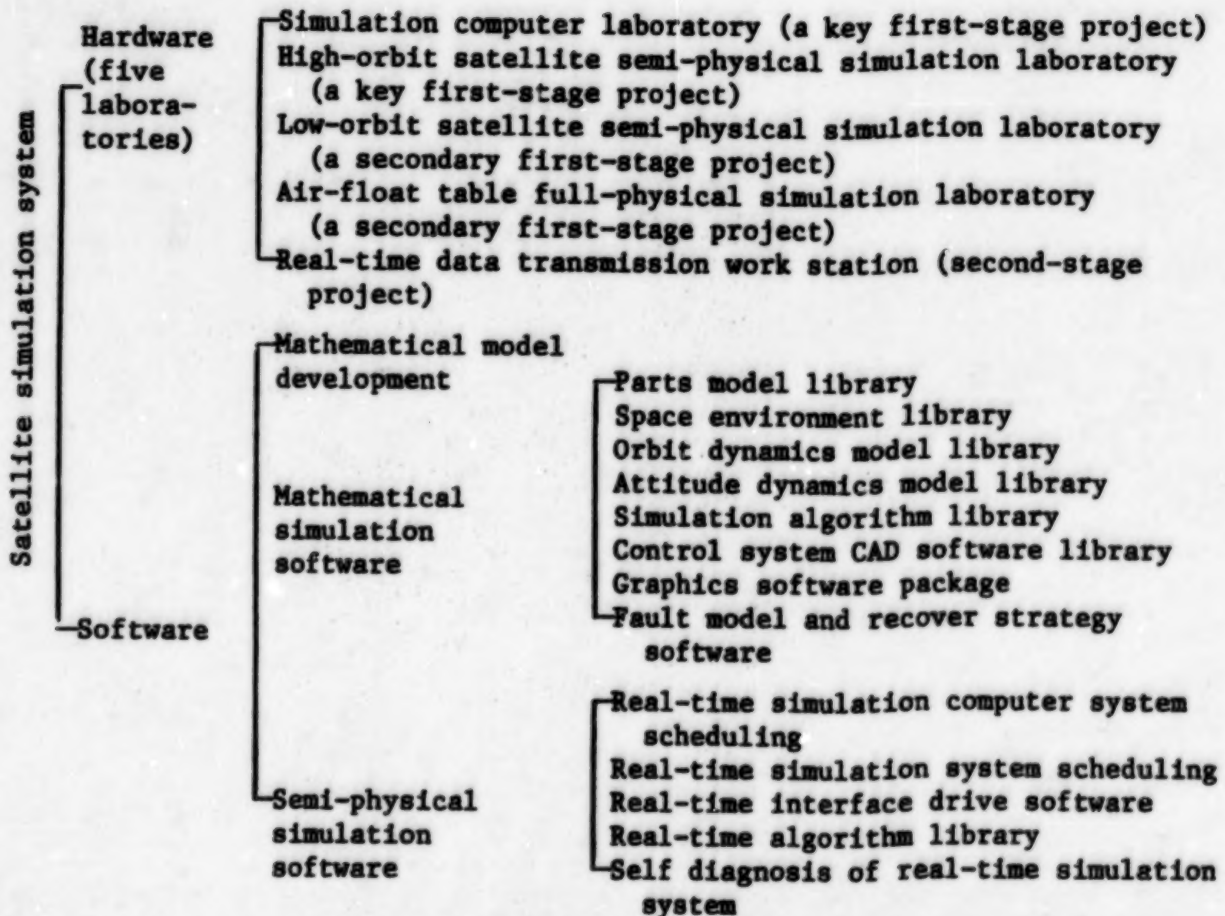 Satellite simulation system
Hardware
(five
labora-
tories)
Simulation computer laboratory (a key first-stage project)
High-orbit satellite semi-physical simulation laboratory
(a key first-stage project)
Low-orbit satellite semi-physical simulation laboratory
(a secondary first-stage project)
Air-float table full-physical simulation laboratory
(a secondary first-stage project)
Real-time data transmission work station (second-stage
project)
Software
Mathematical model
development
Mathematical
simulation
software
Parts model library
Space environment library
Orbit dynamics model library
Attitude dynamics model library
Simulation algorithm library
Control system CAD software library
Graphics software package
Fault model and recover strategy
software
Semi-physical
simulation
software
Real-time simulation computer system
scheduling
Real-time simulation system scheduling
Real-time interface drive software
Real-time algorithm library
Self diagnosis of real-time simulation
system